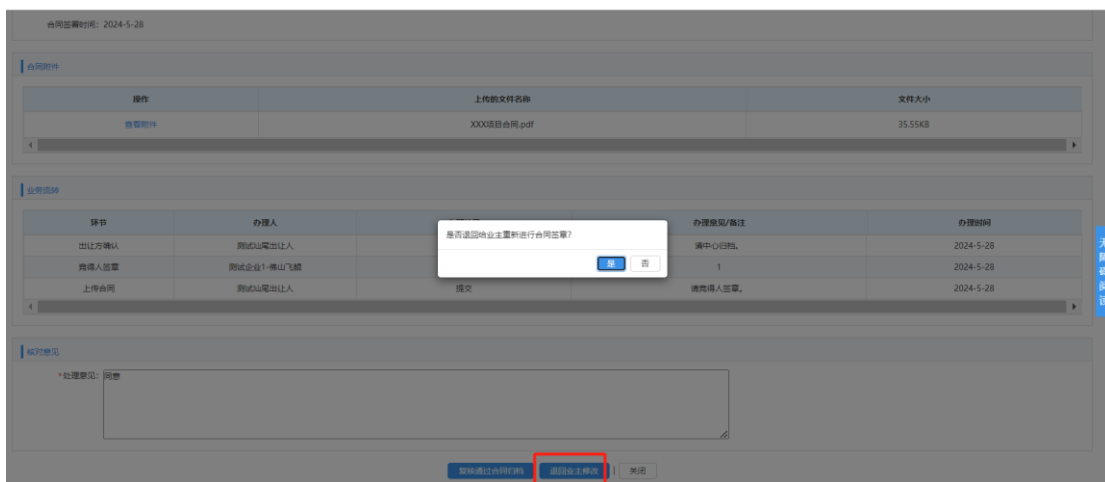 合同签署时间：2024-5-28
合同附件
操作 上传的文件名称 文件大小
查看附件 XXX项目合同.pdf 35.55KB
业务流转
环节 办理人 办理意见/备注 办理时间
出让方确认 测试汕尾出让人 请中心归档。 2024-5-28
竞得人签章 测试企业1-佛山飞鸥 1 2024-5-28
上传合同 测试汕尾出让人 提交 请竞得人签章。 2024-5-28
是否退回给业主重新进行合同签章？
是 否
核对意见
*处理意见： 同意
复核通过合同归档 退回业主修改 | 关闭
无障碍阅读